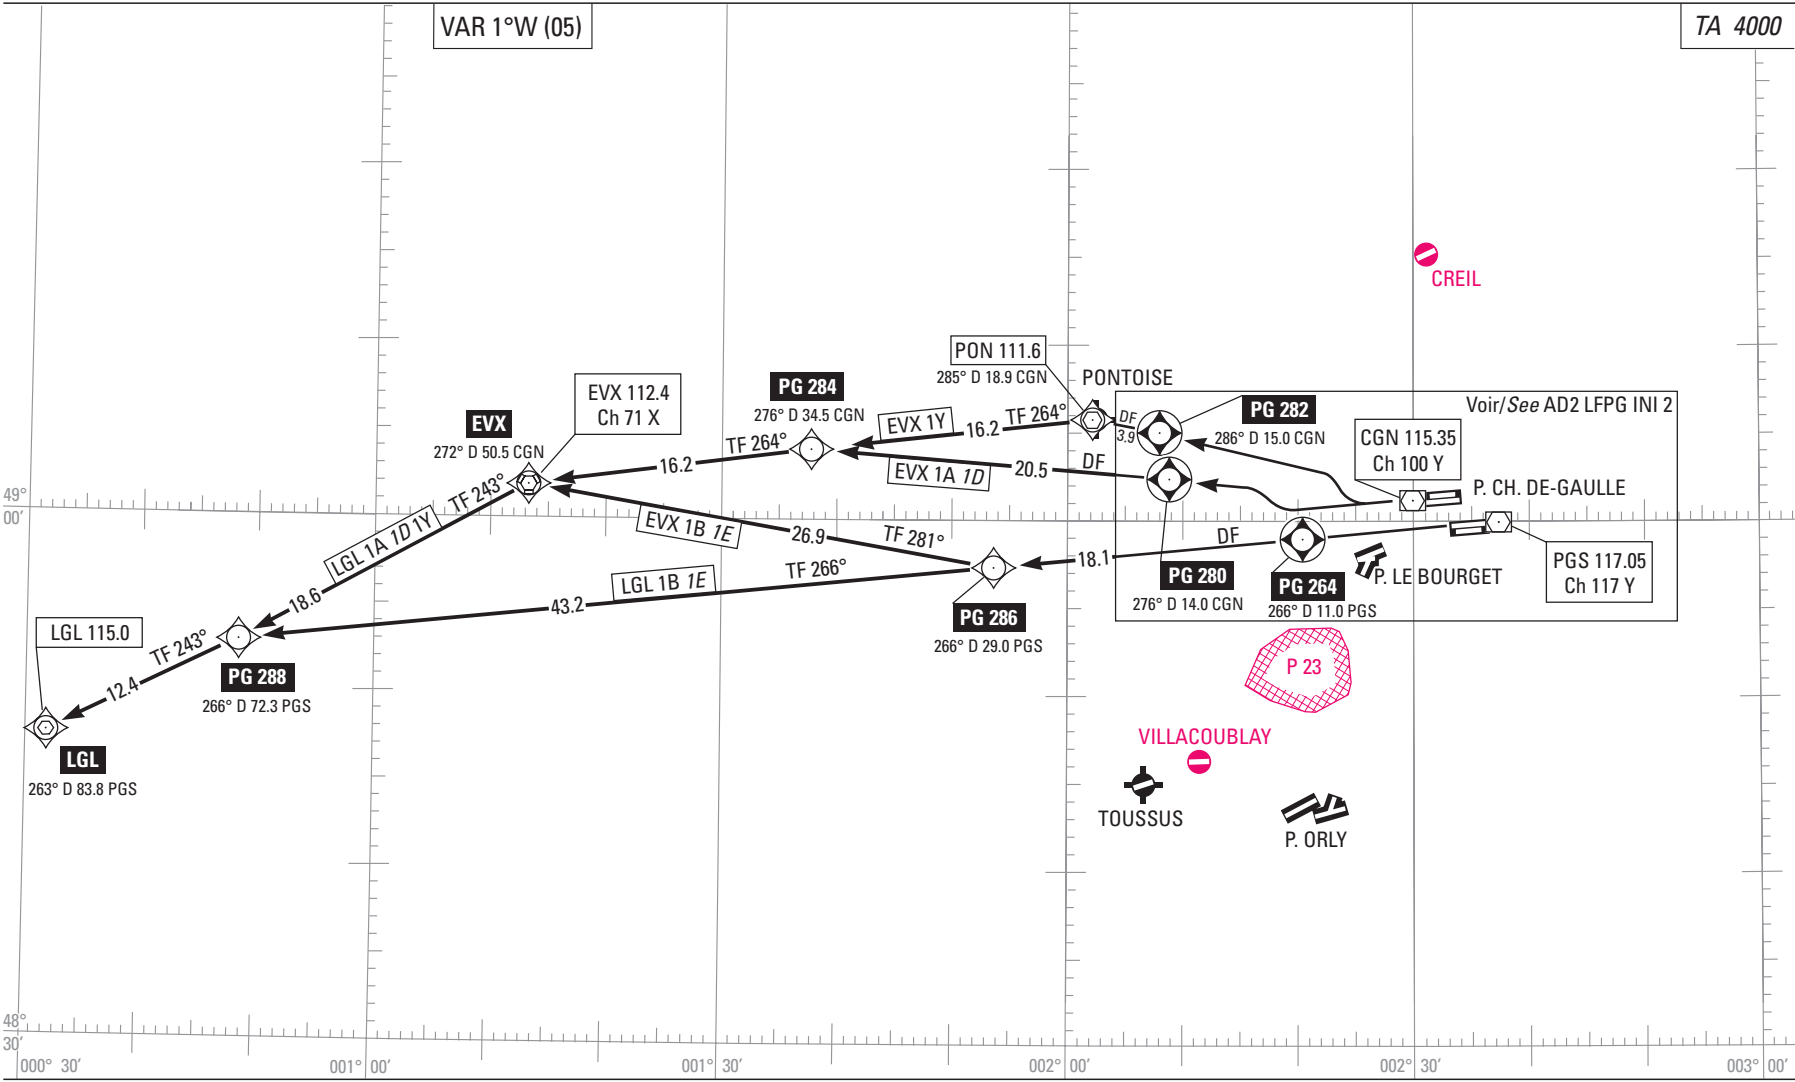 VAR 1°W (05)
TA 4000
CREIL
PON 111.6
285° D 18.9 CGN
PONTOISE
EVX 112.4
Ch 71 X
PG 284
276° D 34.5 CGN
EVX
272° D 50.5 CGN
TF 264°
16.2
EVX 1Y
16.2
TF 264°
DF
3.9
PG 282
286° D 15.0 CGN
Voir/See AD2 LFPG INI 2
CGN 115.35
Ch 100 Y
P. CH. DE-GAULLE
EVX 1A 1D
20.5
DF
TF 243°
LGL 1A 1D 1Y
18.6
EVX 1B 1E
26.9
TF 281°
49°
00'
18.1
DF
PG 280
276° D 14.0 CGN
PG 264
266° D 11.0 PGS
P. LE BOURGET
PGS 117.05
Ch 117 Y
LGL 1B 1E
43.2
TF 266°
PG 286
266° D 29.0 PGS
LGL 115.0
TF 243°
12.4
PG 288
266° D 72.3 PGS
P 23
LGL
263° D 83.8 PGS
VILLACOUBLAY
TOUSSUS
P. ORLY
48°
30'
000° 30'
001° 00'
001° 30'
002° 00'
002° 30'
003° 00'